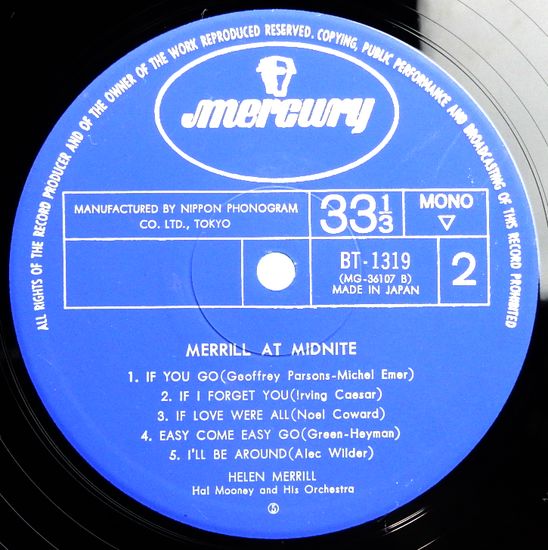 ALL RIGHTS OF THE RECORD PRODUCER AND OF THE OWNER OF THE WORK REPRODUCED RESERVED. COPYING, PUBLIC PERFORMANCE AND BROADCASTING OF THIS RECORD PROHIBITED
mercury
MANUFACTURED BY NIPPON PHONOGRAM
CO. LTD., TOKYO
33 1/3
MONO
▽
BT-1319
(MG-36107 B)
MADE IN JAPAN
2
MERRILL AT MIDNITE
1. IF YOU GO(Geoffrey Parsons-Michel Emer)
2. IF I FORGET YOU(Irving Caesar)
3. IF LOVE WERE ALL(Noel Coward)
4. EASY COME EASY GO(Green-Heyman)
5. I'LL BE AROUND(Alec Wilder)
HELEN MERRILL
Hal Mooney and His Orchestra